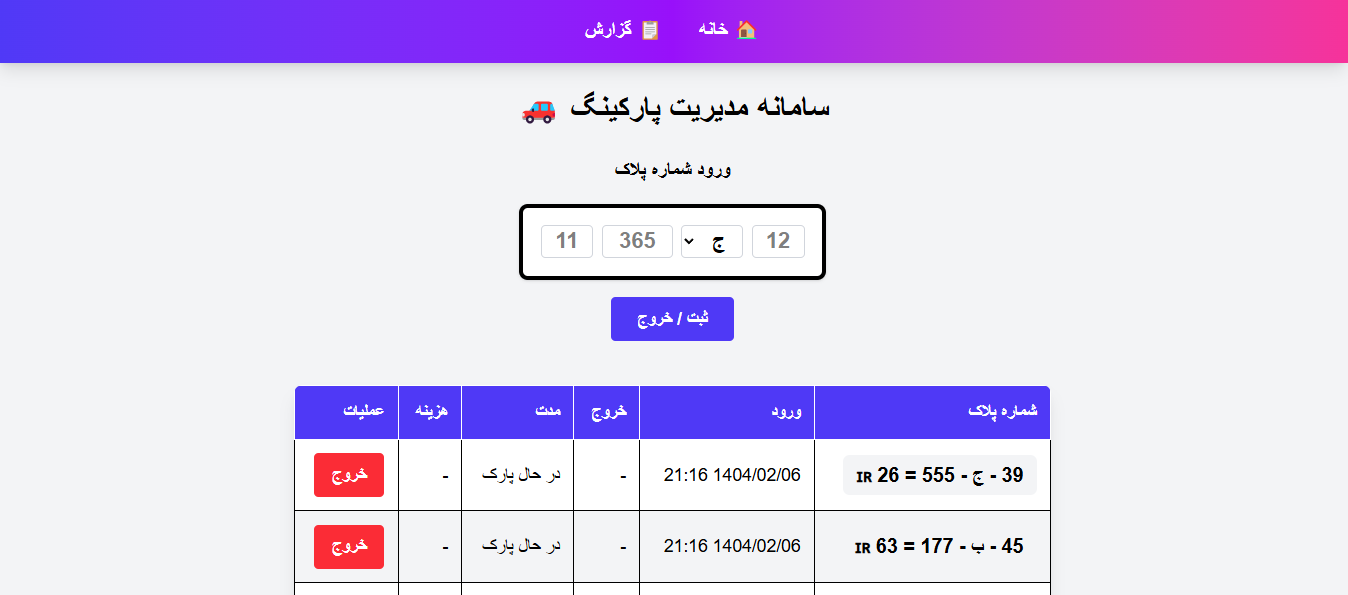 🏠 خانه 📋 گزارش
سامانه مدیریت پارکینگ 🚗
ورود شماره پلاک
12 ج 365 11
ثبت / خروج
شماره پلاک ورود خروج مدت هزینه عملیات
39 - ج - 555 = 26 IR 1404/02/06 21:16 - در حال پارک - خروج
45 - ب - 177 = 63 IR 1404/02/06 21:16 - در حال پارک - خروج